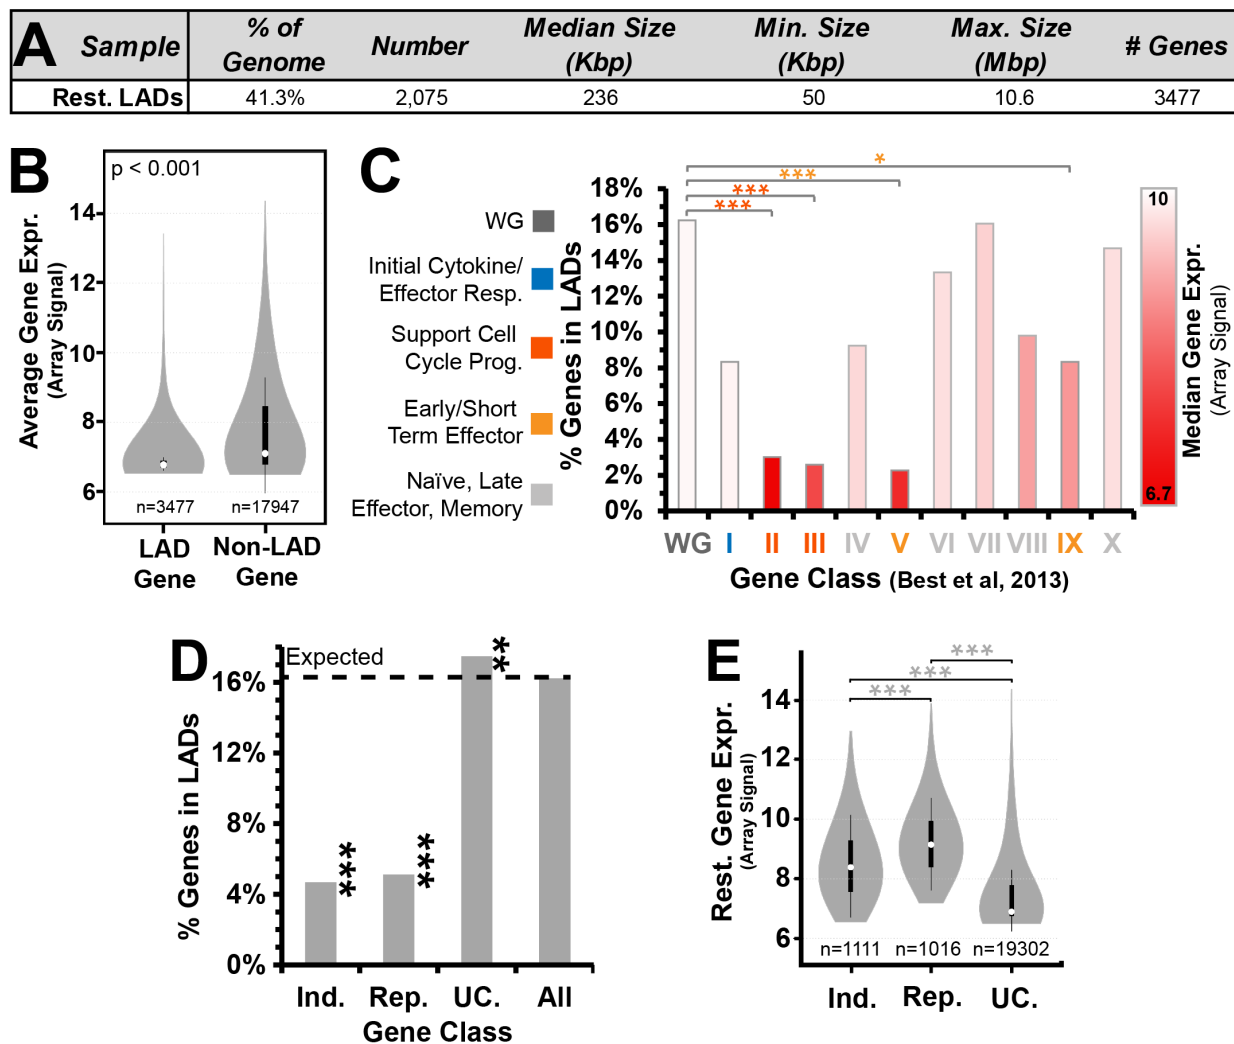 A Sample % of Genome Number Median Size (Kbp) Min. Size (Kbp) Max. Size (Mbp) # Genes
Rest. LADs 41.3% 2,075 236 50 10.6 3477
B
p < 0.001
Average Gene Expr.
(Array Signal)
14
12
10
8
6
n=3477 n=17947
LAD Gene
Non-LAD Gene
C
WG
Initial Cytokine/
Effector Resp.
Support Cell
Cycle Prog.
Early/Short
Term Effector
Naïve, Late
Effector, Memory
% Genes in LADs
18%
16%
14%
12%
10%
8%
6%
4%
2%
0%
*
***
***
***
WG I II III IV V VI VII VIII IX X
Gene Class (Best et al, 2013)
10
6.7
Median Gene Expr.
(Array Signal)
D
Expected
% Genes in LADs
16%
12%
8%
4%
0%
***
***
**
Ind. Rep. UC. All
Gene Class
E
Rest. Gene Expr.
(Array Signal)
14
12
10
8
6
***
***
***
n=1111 n=1016 n=19302
Ind. Rep. UC.